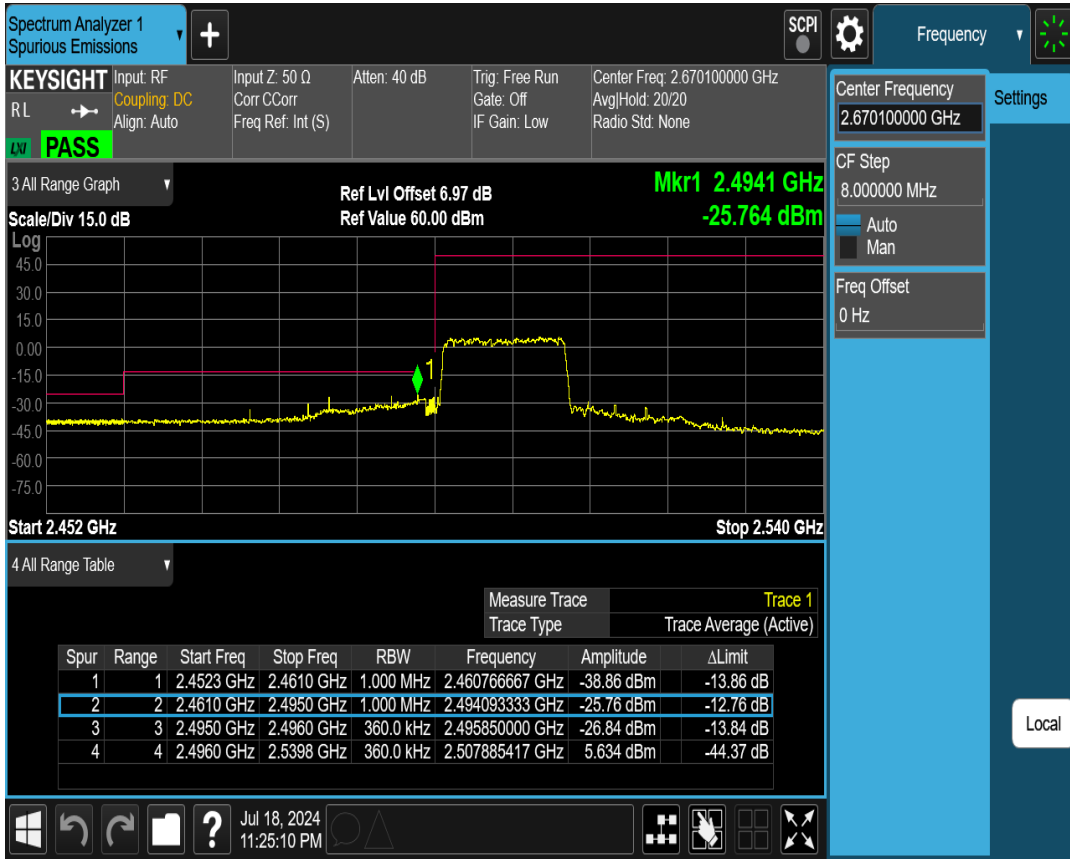 Spectrum Analyzer 1
Spurious Emissions
+
SCPI
Frequency
KEYSIGHT
RL
LXI
PASS
Input: RF
Coupling: DC
Align: Auto
Input Z: 50 Ω
Corr CCorr
Freq Ref: Int (S)
Atten: 40 dB
Trig: Free Run
Gate: Off
IF Gain: Low
Center Freq: 2.670100000 GHz
Avg|Hold: 20/20
Radio Std: None
Center Frequency
2.670100000 GHz
Settings
CF Step
8.000000 MHz
Auto
Man
Freq Offset
0 Hz
Local
3 All Range Graph
Scale/Div 15.0 dB
Ref Lvl Offset 6.97 dB
Ref Value 60.00 dBm
Mkr1 2.4941 GHz
-25.764 dBm
Log
45.0
30.0
15.0
0.00
-15.0
-30.0
-45.0
-60.0
-75.0
1
Start 2.452 GHz
Stop 2.540 GHz
4 All Range Table
Measure Trace Trace 1
Trace Type Trace Average (Active)
Spur Range Start Freq Stop Freq RBW Frequency Amplitude ΔLimit
1 1 2.4523 GHz 2.4610 GHz 1.000 MHz 2.460766667 GHz -38.86 dBm -13.86 dB
2 2 2.4610 GHz 2.4950 GHz 1.000 MHz 2.494093333 GHz -25.76 dBm -12.76 dB
3 3 2.4950 GHz 2.4960 GHz 360.0 kHz 2.495850000 GHz -26.84 dBm -13.84 dB
4 4 2.4960 GHz 2.5398 GHz 360.0 kHz 2.507885417 GHz 5.634 dBm -44.37 dB
?
Jul 18, 2024
11:25:10 PM